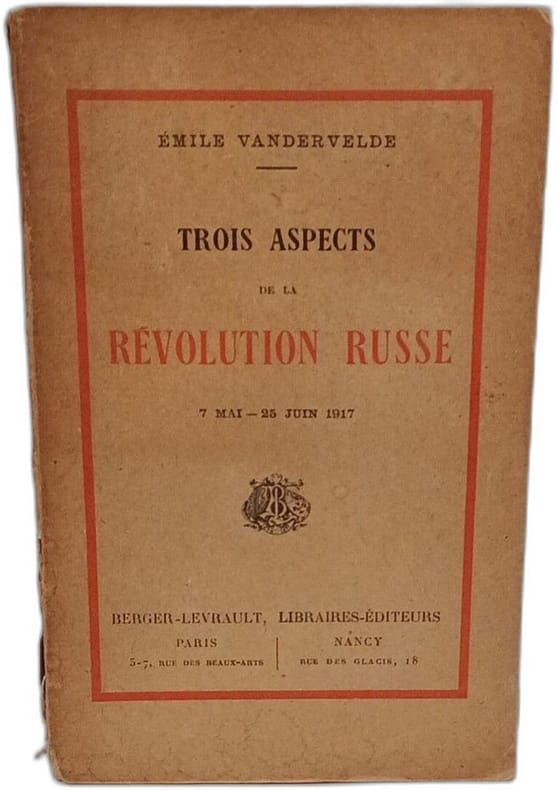 ÉMILE VANDERVELDE
TROIS ASPECTS
DE LA
RÉVOLUTION RUSSE
7 MAI — 25 JUIN 1917
BERGER-LEVRAULT, LIBRAIRES-ÉDITEURS
PARIS
5-7, RUE DES BEAUX-ARTS
NANCY
RUE DES GLACIS, 18